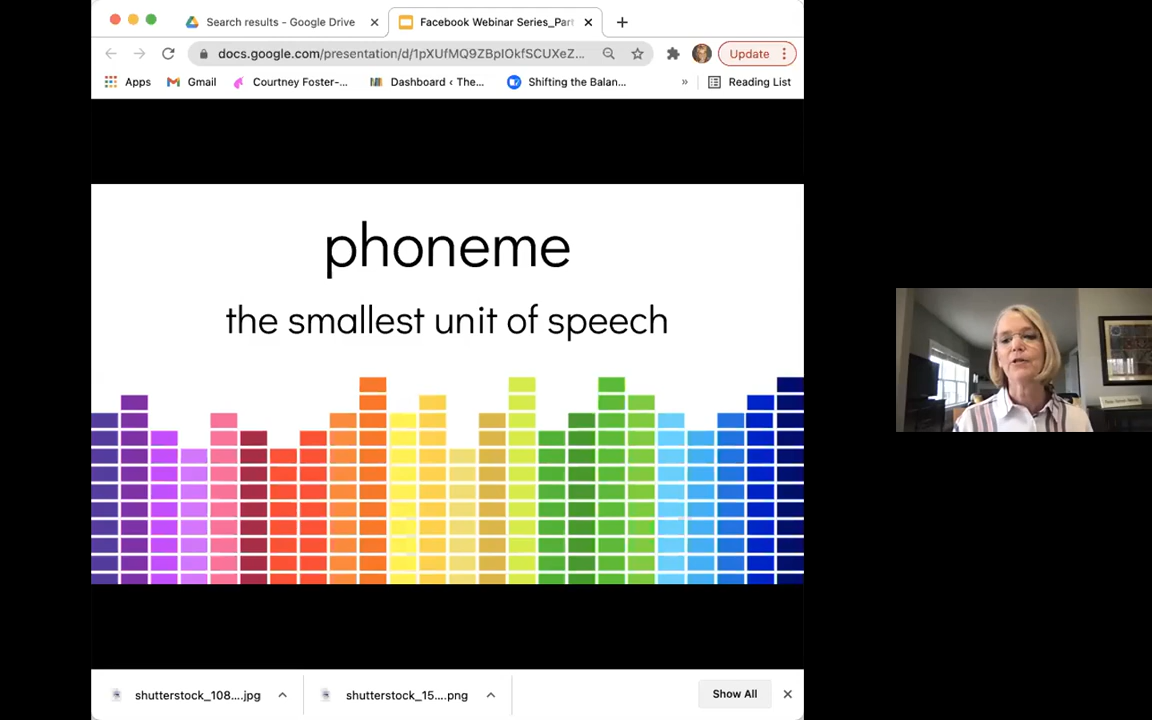 Search results - Google Drive
Facebook Webinar Series_Part
docs.google.com/presentation/d/1pXUfMQ9ZBpIOkfSCUXeZ...
Update
Apps
Gmail
Courtney Foster-...
Dashboard ‹ The...
Shifting the Balan...
»
Reading List
phoneme
the smallest unit of speech
shutterstock_108....jpg
shutterstock_15....png
Show All